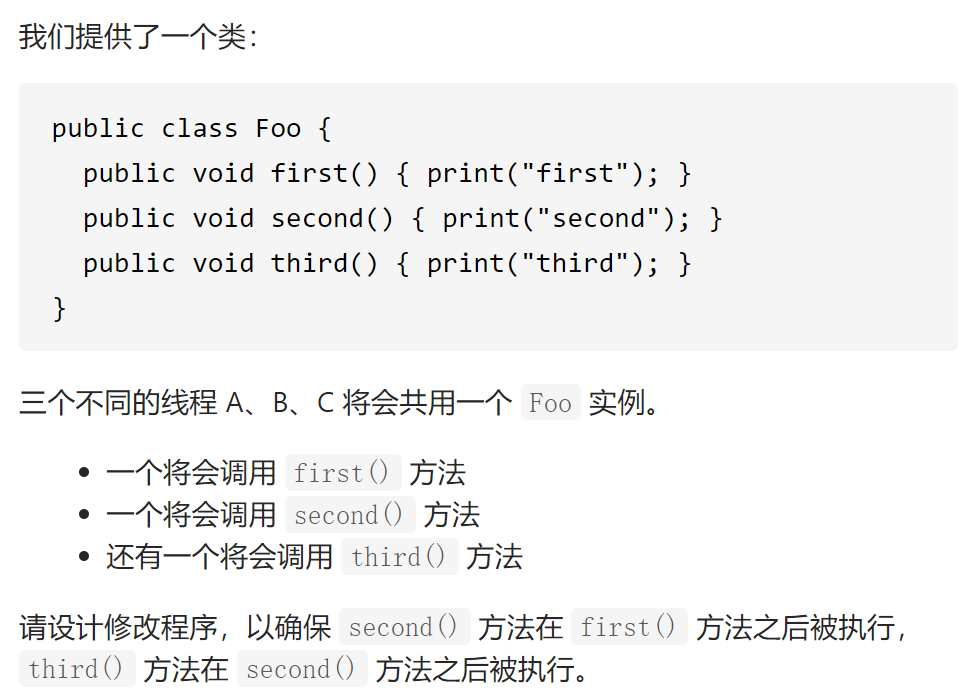 我们提供了一个类：
public class Foo {
  public void first() { print("first"); }
  public void second() { print("second"); }
  public void third() { print("third"); }
}
三个不同的线程 A、B、C 将会共用一个 Foo 实例。
一个将会调用 first() 方法
一个将会调用 second() 方法
还有一个将会调用 third() 方法
请设计修改程序，以确保 second() 方法在 first() 方法之后被执行，
third() 方法在 second() 方法之后被执行。